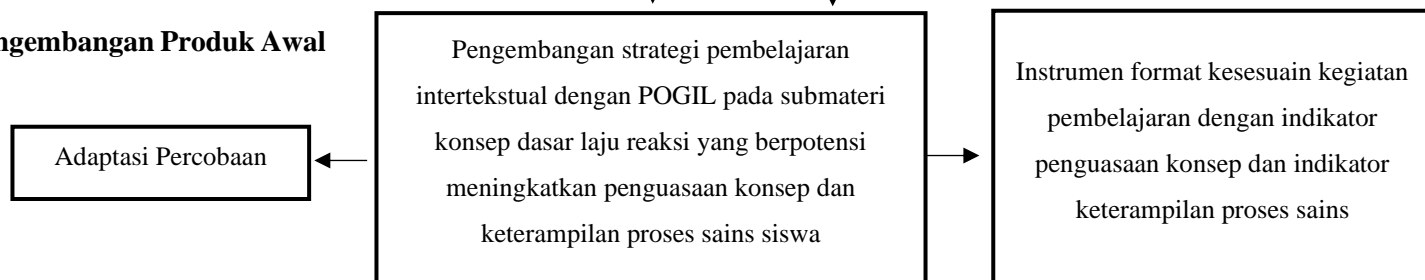 ngembangan Produk Awal
Adaptasi Percobaan
Pengembangan strategi pembelajaran
intertekstual dengan POGIL pada submateri
konsep dasar laju reaksi yang berpotensi
meningkatkan penguasaan konsep dan
keterampilan proses sains siswa
Instrumen format kesesuain kegiatan
pembelajaran dengan indikator
penguasaan konsep dan indikator
keterampilan proses sains